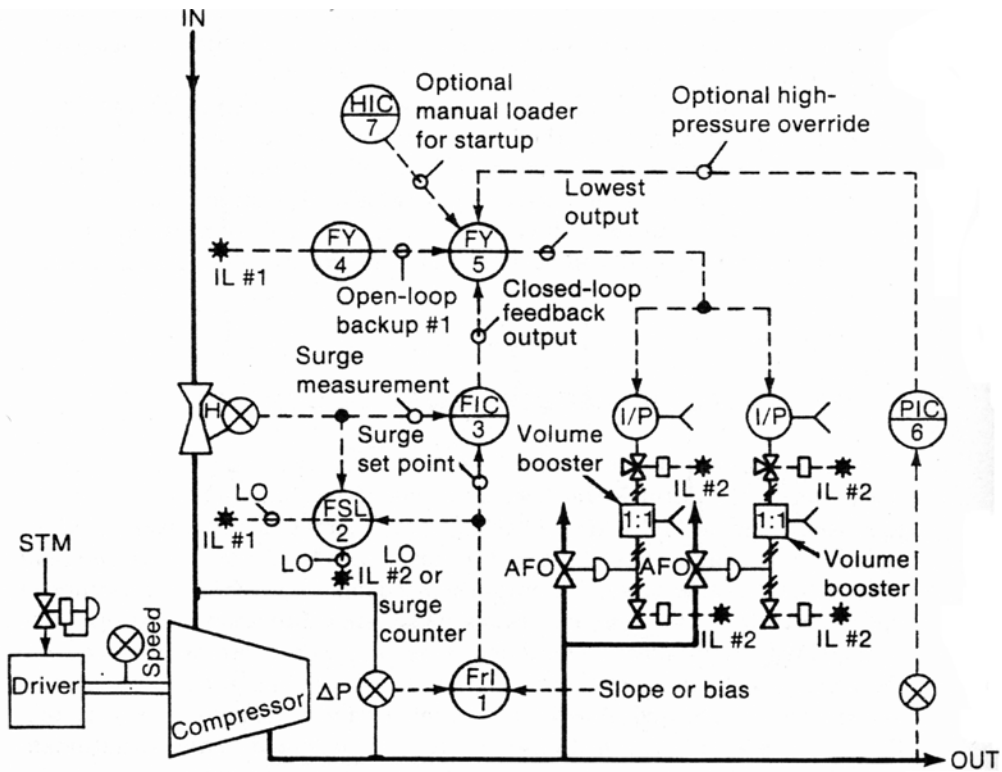 IN
HIC
7
Optional
manual loader
for startup
Optional high-
pressure override
Lowest
output
FY
4
FY
5
IL #1
Open-loop
backup #1
Closed-loop
feedback
output
Surge
measurement
H
FIC
3
I/P
I/P
PIC
6
Surge
set point
Volume
booster
IL #2
IL #2
LO
FSL
2
IL #1
1:1
1:1
STM
LO
LO
IL #2 or
surge
counter
AFO
AFO
Volume
booster
IL #2
IL #2
Speed
Driver
Compressor
ΔP
FrI
1
Slope or bias
OUT